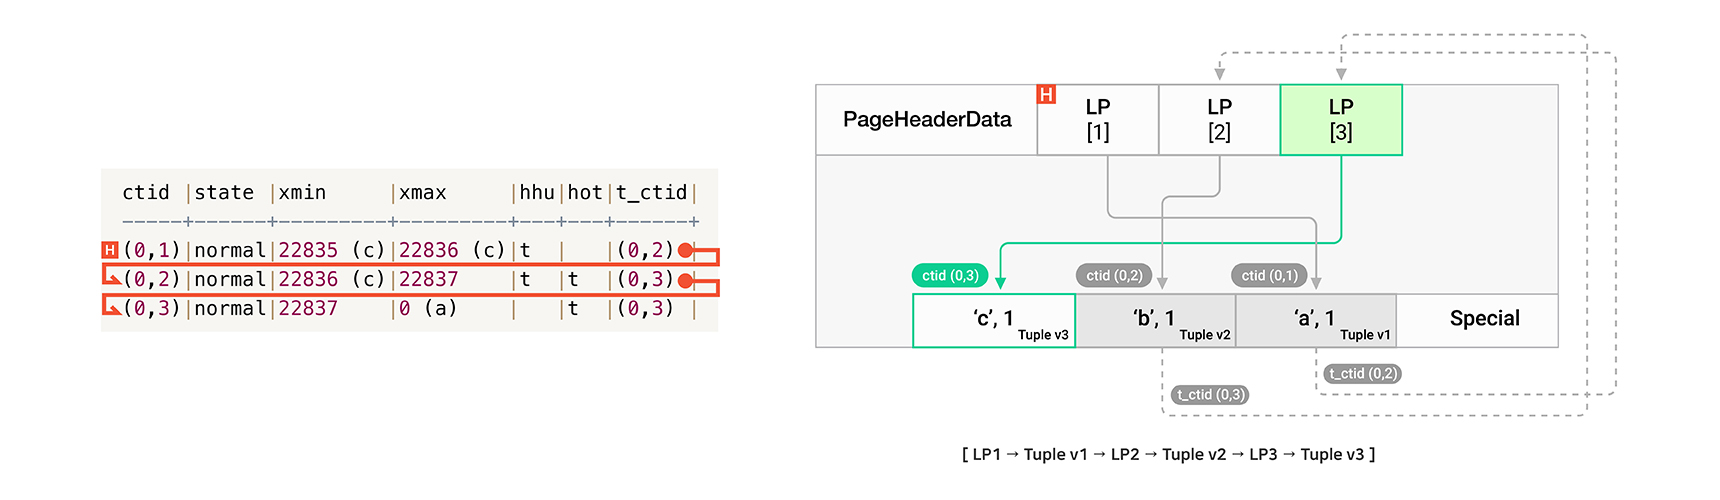 ctid |state |xmin |xmax |hhu|hot|t_ctid|
-----+------+---------+---------+---+---+------+
H (0,1)|normal|22835 (c)|22836 (c)|t | |(0,2) |
(0,2)|normal|22836 (c)|22837 |t |t |(0,3) |
(0,3)|normal|22837 |0 (a) | |t |(0,3) |
PageHeaderData
H
LP
[1]
LP
[2]
LP
[3]
ctid (0,3)
ctid (0,2)
ctid (0,1)
‘c’, 1
Tuple v3
‘b’, 1
Tuple v2
‘a’, 1
Tuple v1
Special
t_ctid (0,2)
t_ctid (0,3)
[ LP1 → Tuple v1 → LP2 → Tuple v2 → LP3 → Tuple v3 ]